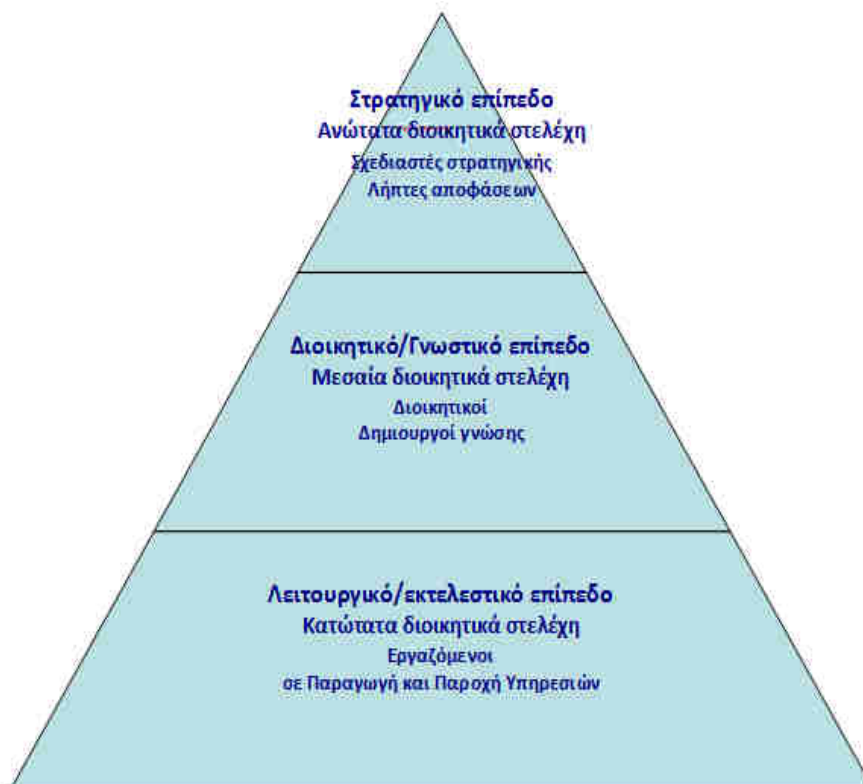 Στρατηγικό επίπεδο
Ανώτατα διοικητικά στελέχη
Σχεδιαστές στρατηγικής
Λήπτες αποφάσεων
Διοικητικό/Γνωστικό επίπεδο
Μεσαία διοικητικά στελέχη
Διοικητικοί
Δημιουργοί γνώσης
Λειτουργικό/εκτελεστικό επίπεδο
Κατώτατα διοικητικά στελέχη
Εργαζόμενοι
σε Παραγωγή και Παροχή Υπηρεσιών